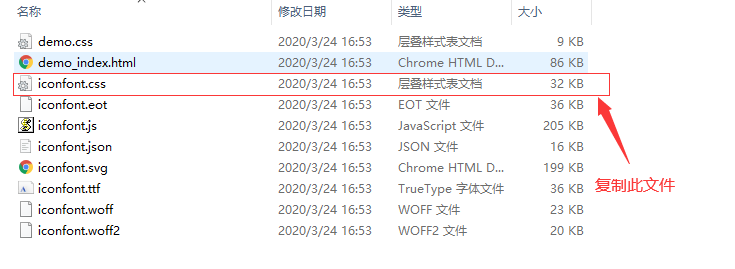 名称 修改日期 类型 大小
demo.css 2020/3/24 16:53 层叠样式表文档 9 KB
demo_index.html 2020/3/24 16:53 Chrome HTML D... 86 KB
iconfont.css 2020/3/24 16:53 层叠样式表文档 32 KB
iconfont.eot 2020/3/24 16:53 EOT 文件 36 KB
iconfont.js 2020/3/24 16:53 JavaScript 文件 205 KB
iconfont.json 2020/3/24 16:53 JSON 文件 16 KB
iconfont.svg 2020/3/24 16:53 Chrome HTML D... 199 KB
iconfont.ttf 2020/3/24 16:53 TrueType 字体文件 36 KB
复制此文件
iconfont.woff 2020/3/24 16:53 WOFF 文件 23 KB
iconfont.woff2 2020/3/24 16:53 WOFF2 文件 20 KB